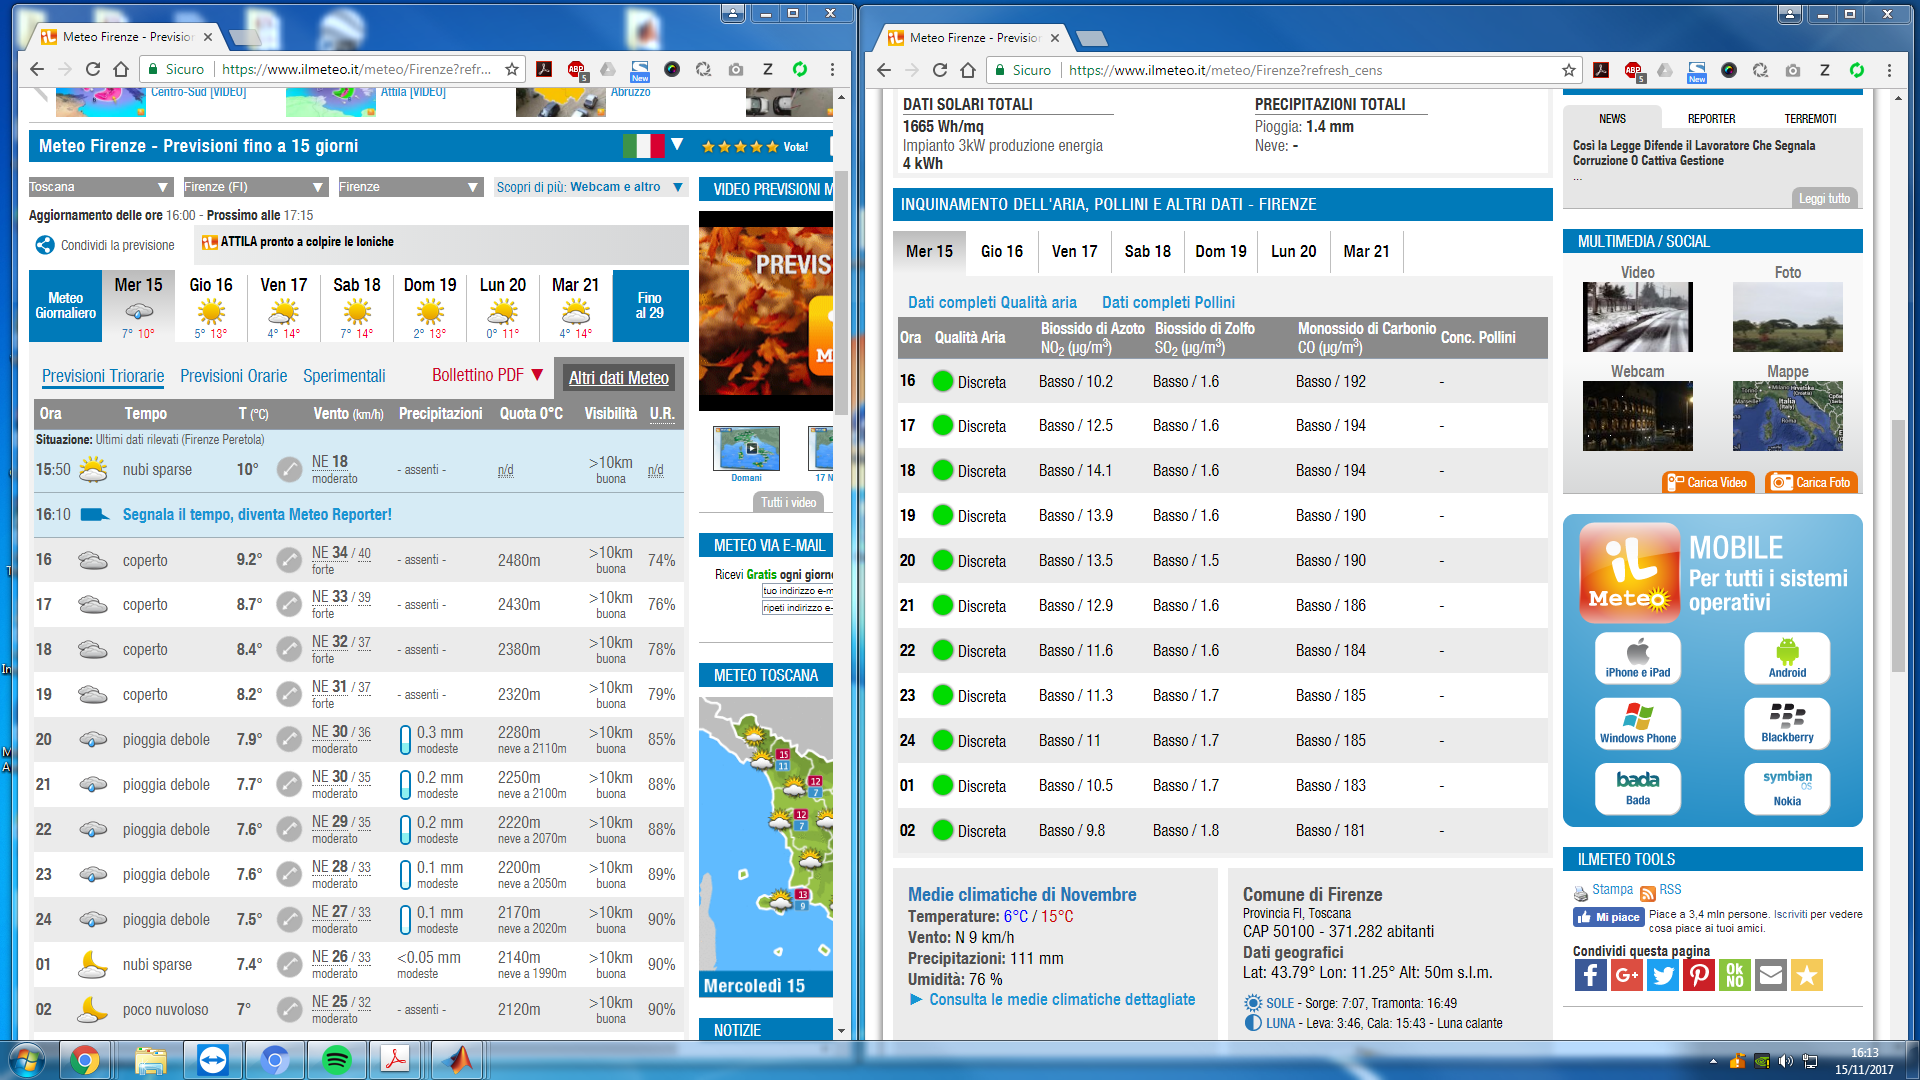 Meteo Firenze - Prevision
Sicuro
https://www.ilmeteo.it/meteo/Firenze?refr...
Centro-Sud [VIDEO]
Attila [VIDEO]
Abruzzo
Meteo Firenze - Previsioni fino a 15 giorni
Vota!
Toscana
Firenze (FI)
Firenze
Scopri di più: Webcam e altro
Aggiornamento delle ore 16:00 - Prossimo alle 17:15
Condividi la previsione
ATTILA pronto a colpire le Ioniche
Meteo Giornaliero
Mer 15 7° 10°
Gio 16 5° 13°
Ven 17 4° 14°
Sab 18 7° 14°
Dom 19 2° 13°
Lun 20 0° 11°
Mar 21 4° 14°
Fino al 29
Previsioni Triorarie Previsioni Orarie Sperimentali Bollettino PDF ▼ Altri dati Meteo
Ora Tempo T (°C) Vento (km/h) Precipitazioni Quota 0°C Visibilità U.R.
Situazione: Ultimi dati rilevati (Firenze Peretola)
15:50 nubi sparse 10° NE 18 moderato - assenti - n/d >10km buona n/d
16:10 Segnala il tempo, diventa Meteo Reporter!
16 coperto 9.2° NE 34 / 40 forte - assenti - 2480m >10km buona 74%
17 coperto 8.7° NE 33 / 39 forte - assenti - 2430m >10km buona 76%
18 coperto 8.4° NE 32 / 37 forte - assenti - 2380m >10km buona 78%
19 coperto 8.2° NE 31 / 37 forte - assenti - 2320m >10km buona 79%
20 pioggia debole 7.9° NE 30 / 36 moderato 0.3 mm modeste 2280m neve a 2110m >10km buona 85%
21 pioggia debole 7.7° NE 30 / 35 moderato 0.2 mm modeste 2250m neve a 2100m >10km buona 88%
22 pioggia debole 7.6° NE 29 / 35 moderato 0.2 mm modeste 2220m neve a 2070m >10km buona 88%
23 pioggia debole 7.6° NE 28 / 33 moderato 0.1 mm modeste 2200m neve a 2050m >10km buona 89%
24 pioggia debole 7.5° NE 27 / 33 moderato 0.1 mm modeste 2170m neve a 2020m >10km buona 90%
01 nubi sparse 7.4° NE 26 / 33 moderato <0.05 mm modeste 2140m neve a 1990m >10km buona 90%
02 poco nuvoloso 7° NE 25 / 32 moderato - assenti - 2120m >10km buona 90%
VIDEO PREVISIONI M
PREVIS
Domani
17 N
Tutti i video
METEO VIA E-MAIL
Ricevi Gratis ogni giorno
tuo indirizzo e-m
ripeti indirizzo e-
METEO TOSCANA
15 11
12 7
12 7
13 9
Mercoledì 15
NOTIZIE
Meteo Firenze - Prevision
Sicuro
https://www.ilmeteo.it/meteo/Firenze?refresh_cens
DATI SOLARI TOTALI
1665 Wh/mq
Impianto 3kW produzione energia
4 kWh
PRECIPITAZIONI TOTALI
Pioggia: 1.4 mm
Neve: -
INQUINAMENTO DELL'ARIA, POLLINI E ALTRI DATI - FIRENZE
Mer 15 Gio 16 Ven 17 Sab 18 Dom 19 Lun 20 Mar 21
Dati completi Qualità aria Dati completi Pollini
Ora Qualità Aria Biossido di Azoto NO2 (µg/m3) Biossido di Zolfo SO2 (µg/m3) Monossido di Carbonio CO (µg/m3) Conc. Pollini
16 Discreta Basso / 10.2 Basso / 1.6 Basso / 192 -
17 Discreta Basso / 12.5 Basso / 1.6 Basso / 194 -
18 Discreta Basso / 14.1 Basso / 1.6 Basso / 194 -
19 Discreta Basso / 13.9 Basso / 1.6 Basso / 190 -
20 Discreta Basso / 13.5 Basso / 1.5 Basso / 190 -
21 Discreta Basso / 12.9 Basso / 1.6 Basso / 186 -
22 Discreta Basso / 11.6 Basso / 1.6 Basso / 184 -
23 Discreta Basso / 11.3 Basso / 1.7 Basso / 185 -
24 Discreta Basso / 11 Basso / 1.7 Basso / 185 -
01 Discreta Basso / 10.5 Basso / 1.7 Basso / 183 -
02 Discreta Basso / 9.8 Basso / 1.8 Basso / 181 -
Medie climatiche di Novembre
Temperature: 6°C / 15°C
Vento: N 9 km/h
Precipitazioni: 111 mm
Umidità: 76 %
► Consulta le medie climatiche dettagliate
Comune di Firenze
Provincia FI, Toscana
CAP 50100 - 371.282 abitanti
Dati geografici
Lat: 43.79° Lon: 11.25° Alt: 50m s.l.m.
SOLE - Sorge: 7:07, Tramonta: 16:49
LUNA - Leva: 3:46, Cala: 15:43 - Luna calante
NEWS REPORTER TERREMOTI
Così la Legge Difende il Lavoratore Che Segnala
Corruzione O Cattiva Gestione
...
Leggi tutto
MULTIMEDIA / SOCIAL
Video Foto
Webcam Mappe
Italia
Carica Video Carica Foto
iL Meteo
MOBILE
Per tutti i sistemi
operativi
iPhone e iPad
Android
Windows Phone
Blackberry
bada
Bada
symbian OS
Nokia
ILMETEO TOOLS
Stampa RSS
Mi piace
Piace a 3,4 mln persone. Iscriviti per vedere
cosa piace ai tuoi amici.
Condividi questa pagina
OK NO
16:13
15/11/2017